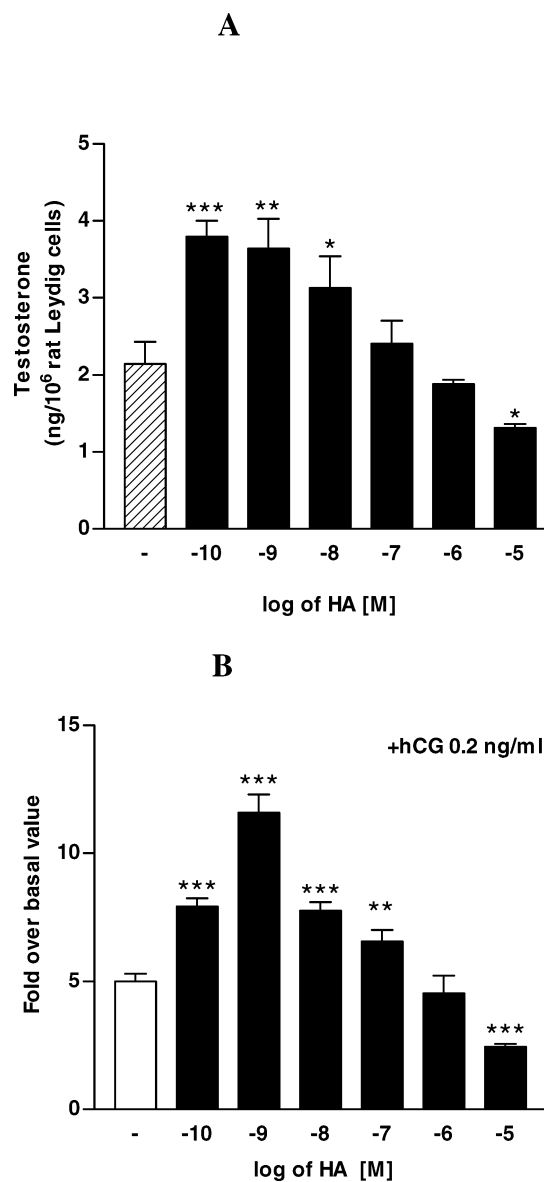 A
Testosterone
(ng/10⁶ rat Leydig cells)
5
4
3
2
1
0
***
**
*
*
- -10 -9 -8 -7 -6 -5
log of HA [M]
B
+hCG 0.2 ng/ml
Fold over basal value
15
10
5
0
***
***
***
**
***
- -10 -9 -8 -7 -6 -5
log of HA [M]